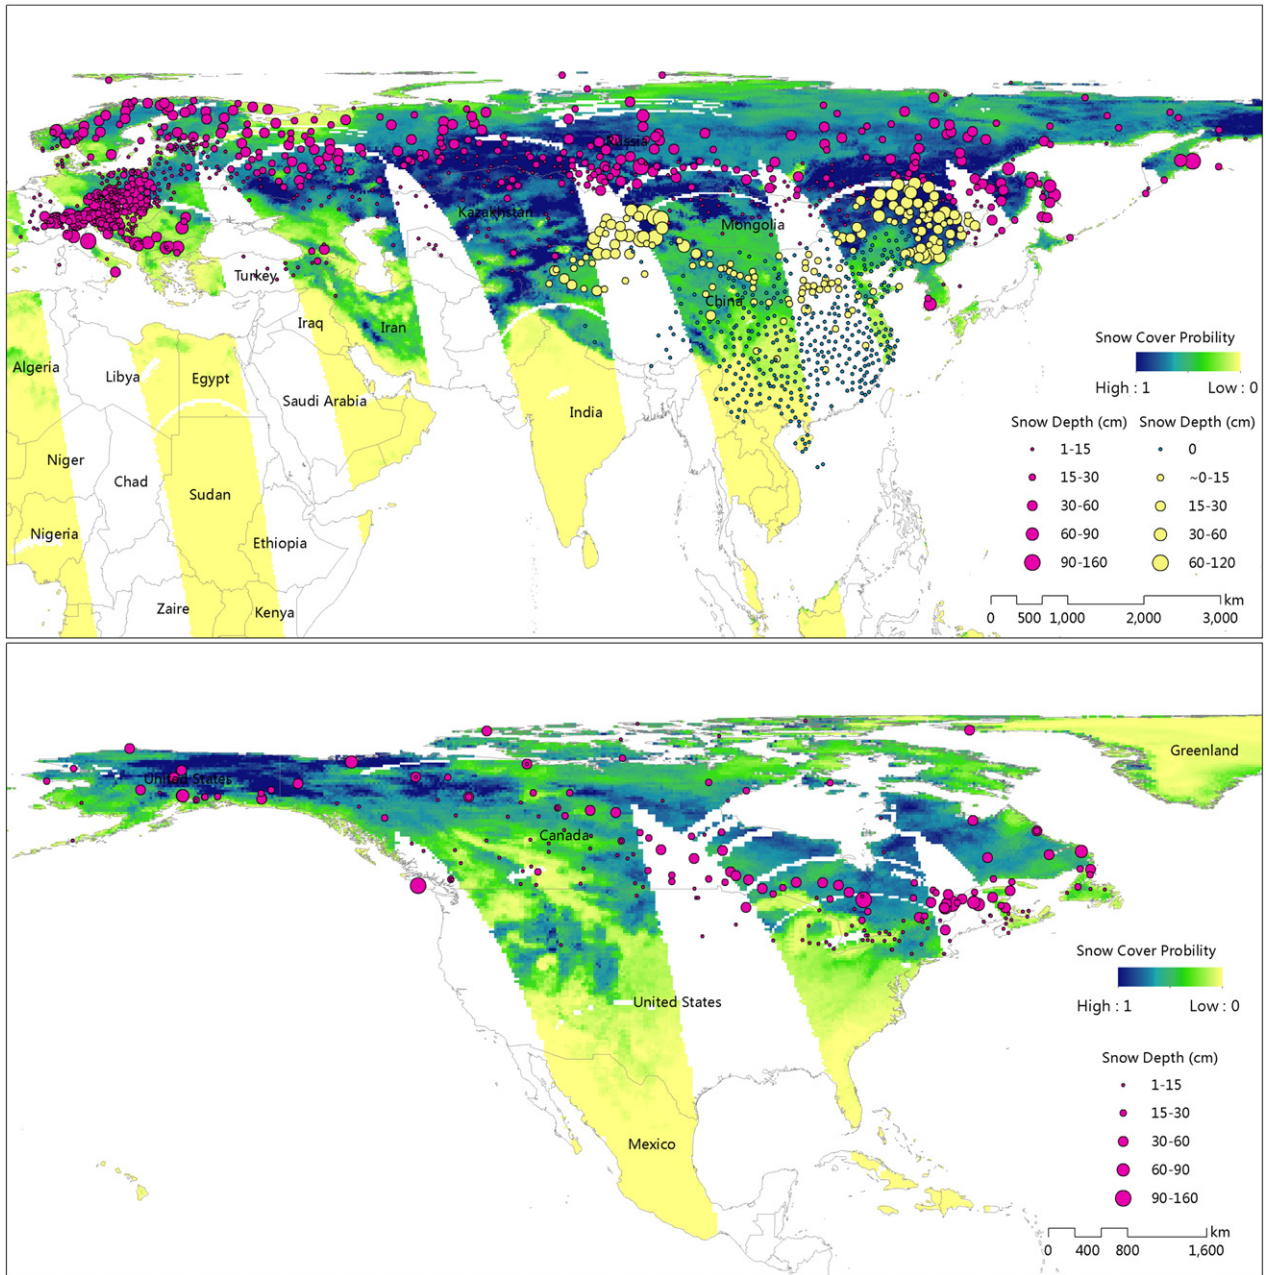 Russia
Kazakhstan
Mongolia
Turkey
China
Iraq
Iran
Algeria
Libya
Egypt
Saudi Arabia
India
Niger
Chad
Sudan
Nigeria
Ethiopia
Zaire
Kenya
Snow Cover Probility
High : 1 Low : 0
Snow Depth (cm) Snow Depth (cm)
1-15 0
15-30 ~0-15
30-60 15-30
60-90 30-60
90-160 60-120
km
0 500 1,000 2,000 3,000
Greenland
United States
Canada
United States
Mexico
Snow Cover Probility
High : 1 Low : 0
Snow Depth (cm)
1-15
15-30
30-60
60-90
90-160
km
0 400 800 1,600